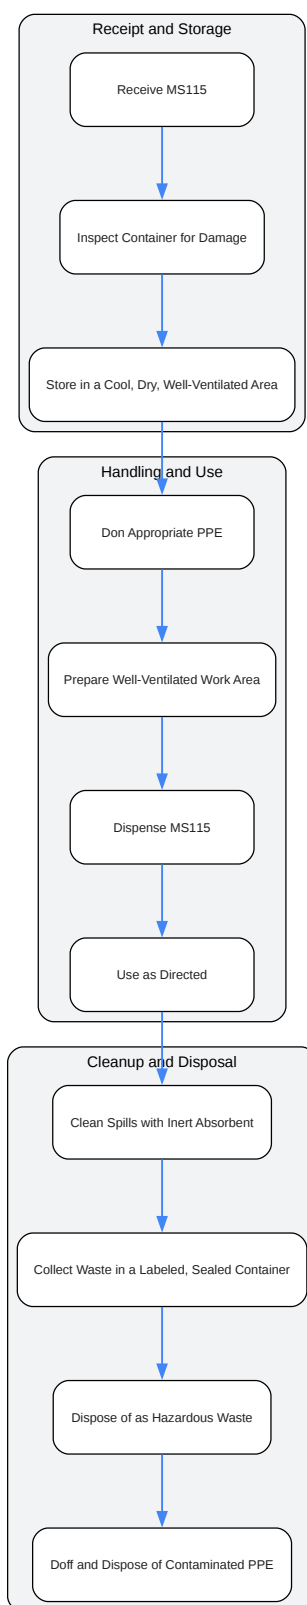 Receipt and Storage
Receive MS115
Inspect Container for Damage
Store in a Cool, Dry, Well-Ventilated Area
Handling and Use
Don Appropriate PPE
Prepare Well-Ventilated Work Area
Dispense MS115
Use as Directed
Cleanup and Disposal
Clean Spills with Inert Absorbent
Collect Waste in a Labeled, Sealed Container
Dispose of as Hazardous Waste
Doff and Dispose of Contaminated PPE